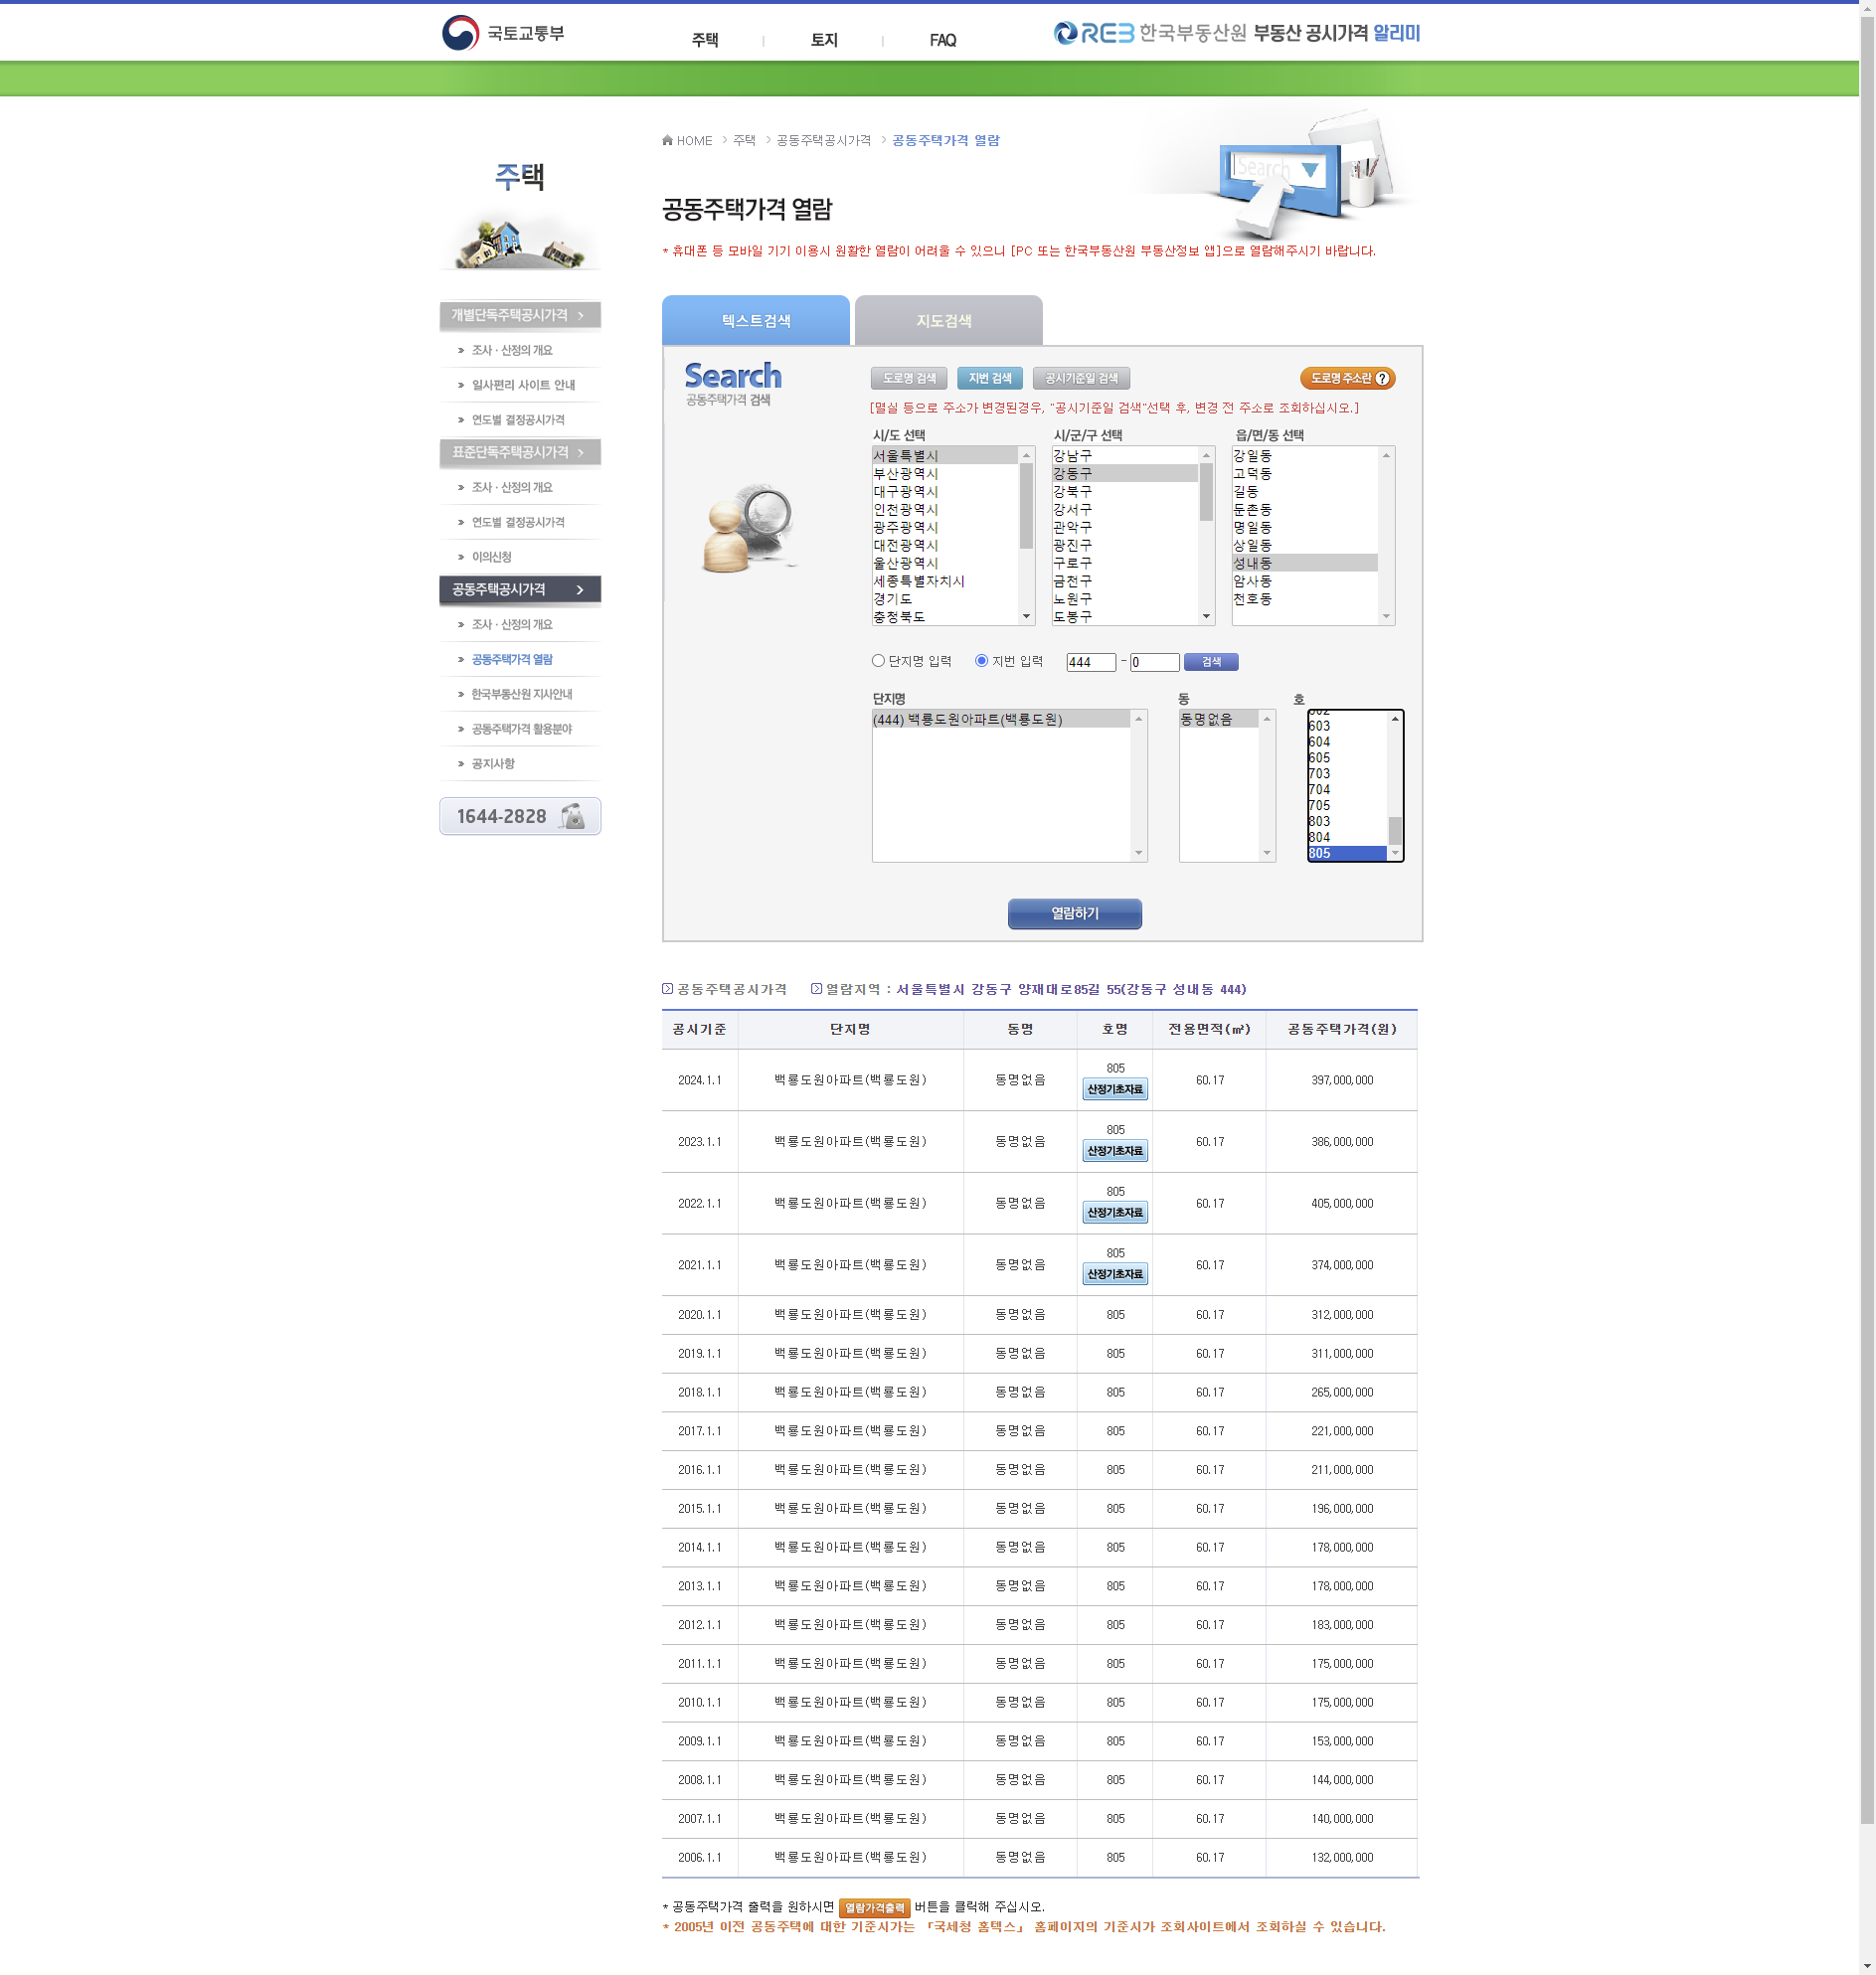 국토교통부
주택
토지
FAQ
REB 한국부동산원 부동산 공시가격 알리미
HOME > 주택 > 공동주택공시가격 > 공동주택가격 열람
Search
주택
공동주택가격 열람
* 휴대폰 등 모바일 기기 이용시 원활한 열람이 어려울 수 있으니 [PC 또는 한국부동산원 부동산정보 앱]으로 열람해주시기 바랍니다.
개별단독주택공시가격
조사 · 산정의 개요
일사편리 사이트 안내
연도별 결정공시가격
표준단독주택공시가격
조사 · 산정의 개요
연도별 결정공시가격
이의신청
공동주택공시가격
조사 · 산정의 개요
공동주택가격 열람
한국부동산원 지사안내
공동주택가격 활용분야
공지사항
1644-2828
텍스트검색
지도검색
Search
공동주택가격 검색
도로명 검색 지번 검색 공시기준일 검색 도로명 주소란 ?
[멸실 등으로 주소가 변경된경우, "공시기준일 검색"선택 후, 변경 전 주소로 조회하십시오.]
시/도 선택
서울특별시
부산광역시
대구광역시
인천광역시
광주광역시
대전광역시
울산광역시
세종특별자치시
경기도
충청북도
시/군/구 선택
강남구
강동구
강북구
강서구
관악구
광진구
구로구
금천구
노원구
도봉구
읍/면/동 선택
강일동
고덕동
길동
둔촌동
명일동
상일동
성내동
암사동
천호동
단지명 입력 지번 입력 444 - 0 검색
단지명
(444) 백룡도원아파트(백룡도원)
동
동명없음
호
602
603
604
605
703
704
705
803
804
805
열람하기
공동주택공시가격 열람지역 : 서울특별시 강동구 양재대로85길 55(강동구 성내동 444)
공시기준 단지명 동명 호명 전용면적(㎡) 공동주택가격(원)
2024.1.1 백룡도원아파트(백룡도원) 동명없음 805 산정기초자료 60.17 397,000,000
2023.1.1 백룡도원아파트(백룡도원) 동명없음 805 산정기초자료 60.17 386,000,000
2022.1.1 백룡도원아파트(백룡도원) 동명없음 805 산정기초자료 60.17 405,000,000
2021.1.1 백룡도원아파트(백룡도원) 동명없음 805 산정기초자료 60.17 374,000,000
2020.1.1 백룡도원아파트(백룡도원) 동명없음 805 60.17 312,000,000
2019.1.1 백룡도원아파트(백룡도원) 동명없음 805 60.17 311,000,000
2018.1.1 백룡도원아파트(백룡도원) 동명없음 805 60.17 265,000,000
2017.1.1 백룡도원아파트(백룡도원) 동명없음 805 60.17 221,000,000
2016.1.1 백룡도원아파트(백룡도원) 동명없음 805 60.17 211,000,000
2015.1.1 백룡도원아파트(백룡도원) 동명없음 805 60.17 196,000,000
2014.1.1 백룡도원아파트(백룡도원) 동명없음 805 60.17 178,000,000
2013.1.1 백룡도원아파트(백룡도원) 동명없음 805 60.17 178,000,000
2012.1.1 백룡도원아파트(백룡도원) 동명없음 805 60.17 183,000,000
2011.1.1 백룡도원아파트(백룡도원) 동명없음 805 60.17 175,000,000
2010.1.1 백룡도원아파트(백룡도원) 동명없음 805 60.17 175,000,000
2009.1.1 백룡도원아파트(백룡도원) 동명없음 805 60.17 153,000,000
2008.1.1 백룡도원아파트(백룡도원) 동명없음 805 60.17 144,000,000
2007.1.1 백룡도원아파트(백룡도원) 동명없음 805 60.17 140,000,000
2006.1.1 백룡도원아파트(백룡도원) 동명없음 805 60.17 132,000,000
* 공동주택가격 출력을 원하시면 열람가격출력 버튼을 클릭해 주십시오.
* 2005년 이전 공동주택에 대한 기준시가는 「국세청 홈텍스」 홈페이지의 기준시가 조회사이트에서 조회하실 수 있습니다.